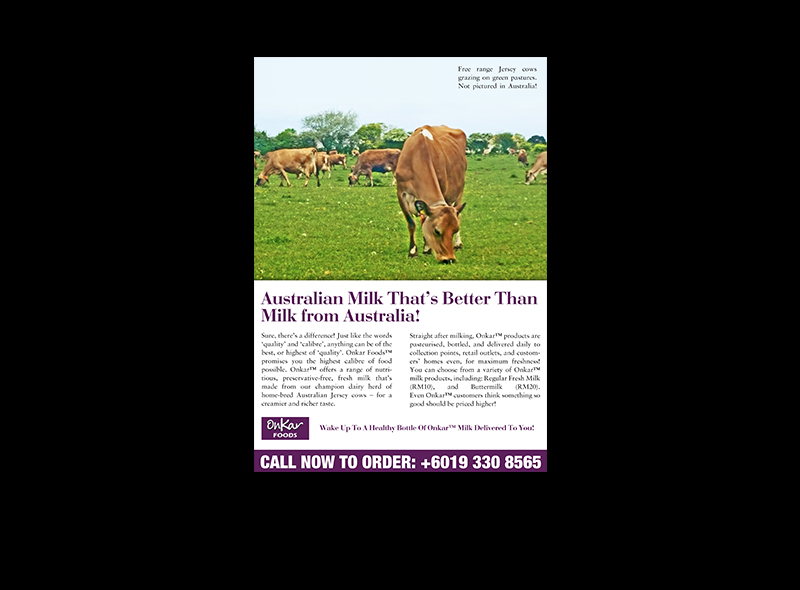 Free range Jersey cows
grazing on green pastures.
Not pictured in Australia!
Australian Milk That's Better Than
Milk from Australia!
Sure, there's a difference! Just like the words
'quality' and 'calibre', anything can be of the
best, or highest of 'quality'. Onkar Foods™
promises you the highest calibre of food
possible. Onkar™ offers a range of nutri-
tious, preservative-free, fresh milk that's
made from our champion dairy herd of
home-bred Australian Jersey cows – for a
creamier and richer taste.
Straight after milking, Onkar™ products are
pasteurised, bottled, and delivered daily to
collection points, retail outlets, and custom-
ers' homes even, for maximum freshness!
You can choose from a variety of Onkar™
milk products, including: Regular Fresh Milk
(RM10), and Buttermilk (RM20).
Even Onkar™ customers think something so
good should be priced higher!
Onkar
FOODS
Wake Up To A Healthy Bottle Of Onkar™ Milk Delivered To You!
CALL NOW TO ORDER: +6019 330 8565